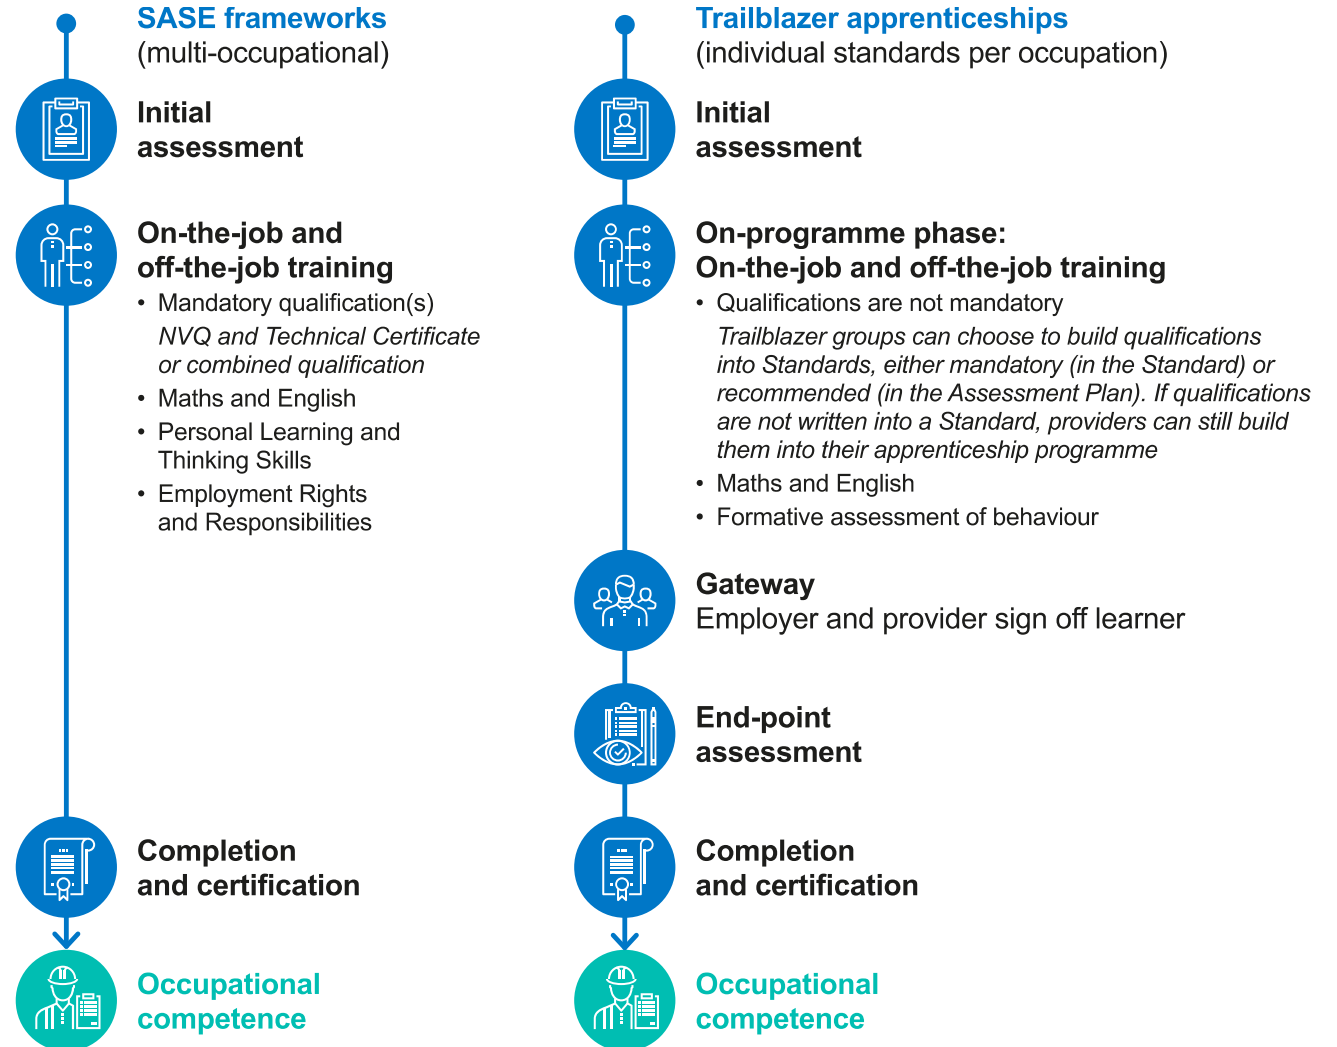 SASE frameworks
(multi-occupational)
Initial
assessment
On-the-job and
off-the-job training
• Mandatory qualification(s)
NVQ and Technical Certificate
or combined qualification
• Maths and English
• Personal Learning and
Thinking Skills
• Employment Rights
and Responsibilities
Completion
and certification
Occupational
competence
Trailblazer apprenticeships
(individual standards per occupation)
Initial
assessment
On-programme phase:
On-the-job and off-the-job training
• Qualifications are not mandatory
Trailblazer groups can choose to build qualifications
into Standards, either mandatory (in the Standard) or
recommended (in the Assessment Plan). If qualifications
are not written into a Standard, providers can still build
them into their apprenticeship programme
• Maths and English
• Formative assessment of behaviour
Gateway
Employer and provider sign off learner
End-point
assessment
Completion
and certification
Occupational
competence